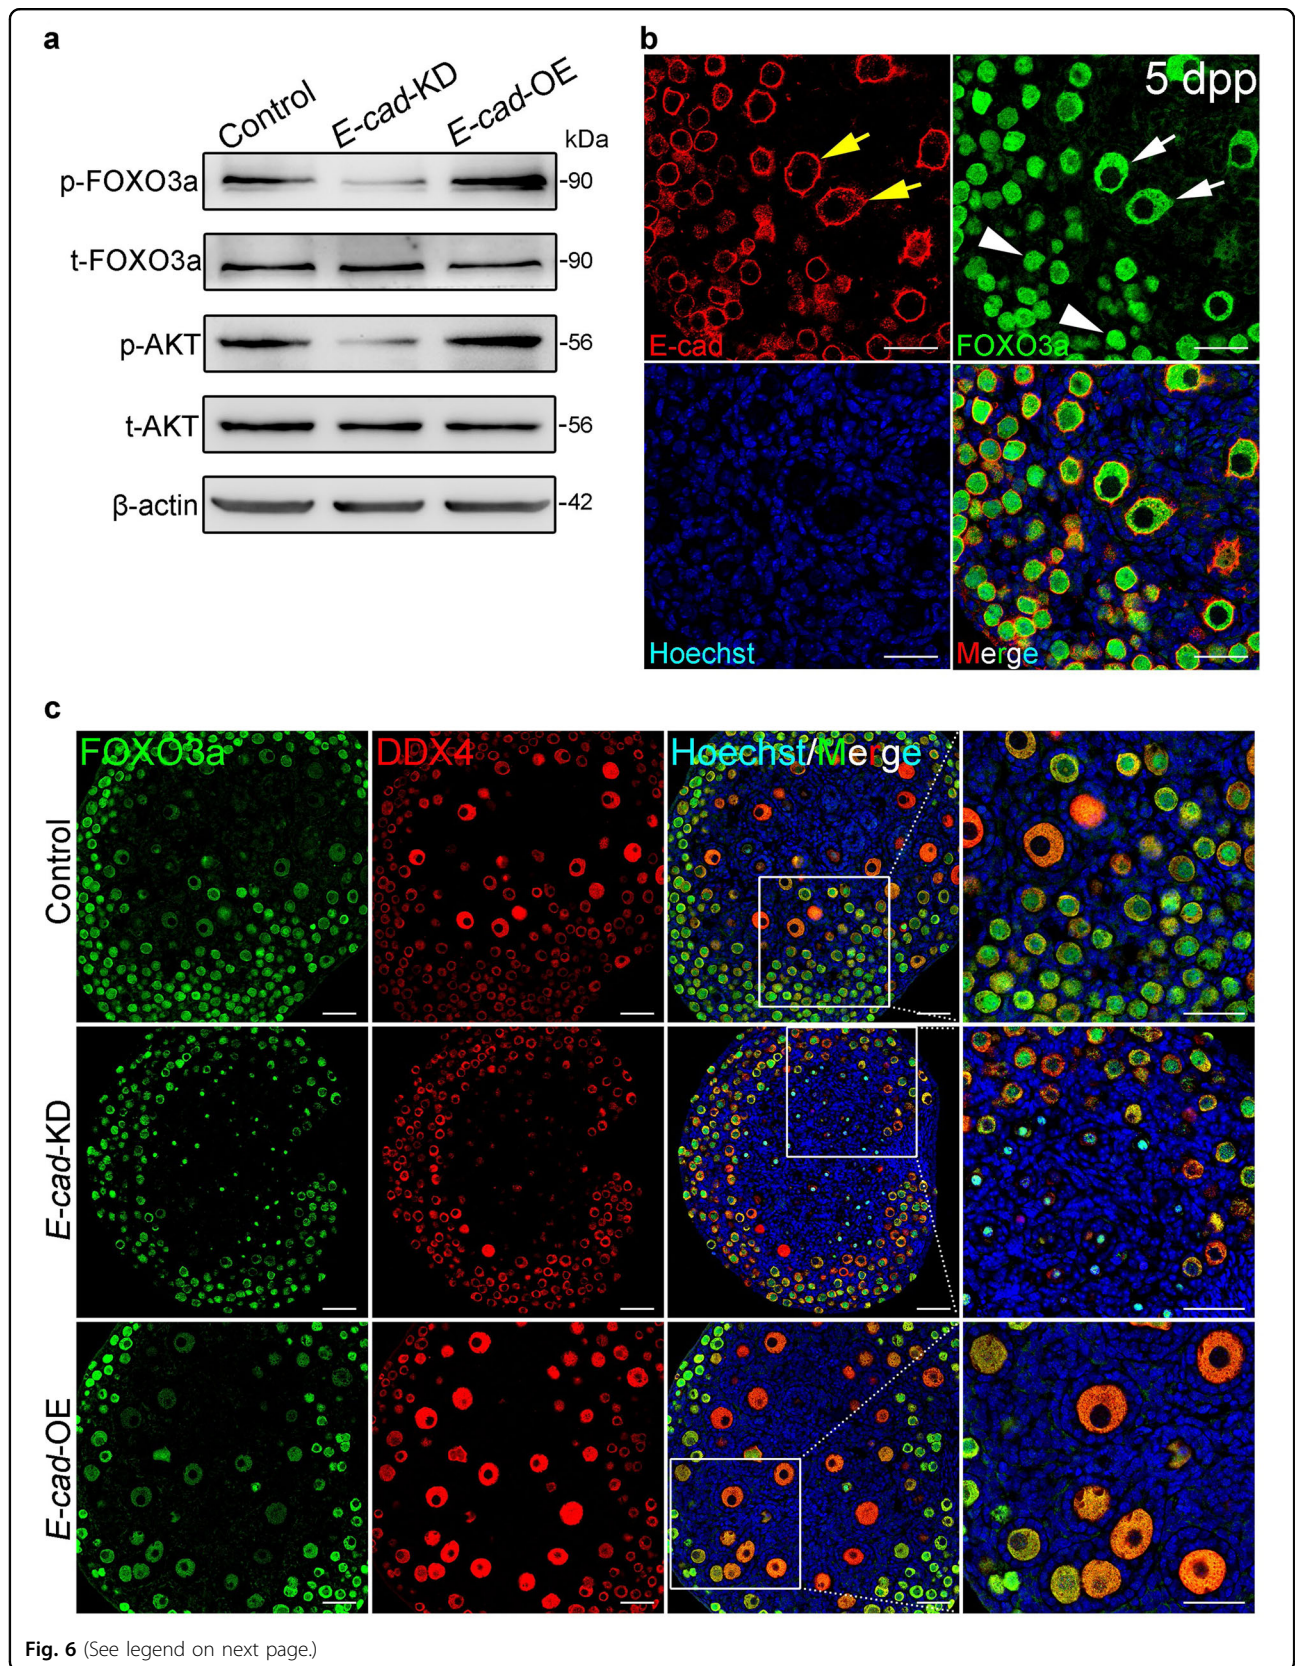 a
Control
E-cad-KD
E-cad-OE
kDa
p-FOXO3a
-90
t-FOXO3a
-90
p-AKT
-56
t-AKT
-56
β-actin
-42
b
5 dpp
E-cad
FOXO3a
Hoechst
Merge
c
FOXO3a
DDX4
Hoechst/Merge
Control
E-cad-KD
E-cad-OE
Fig. 6 (See legend on next page.)